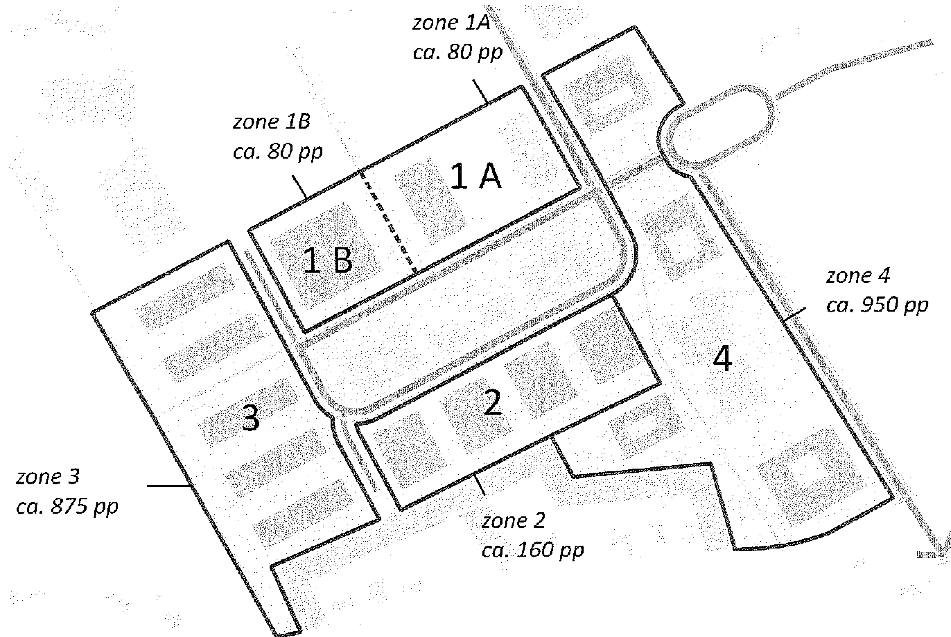 zone 1A
ca. 80 pp
zone 1B
ca. 80 pp
1 A
1 B
zone 4
ca. 950 pp
4
2
3
zone 3
ca. 875 pp
zone 2
ca. 160 pp